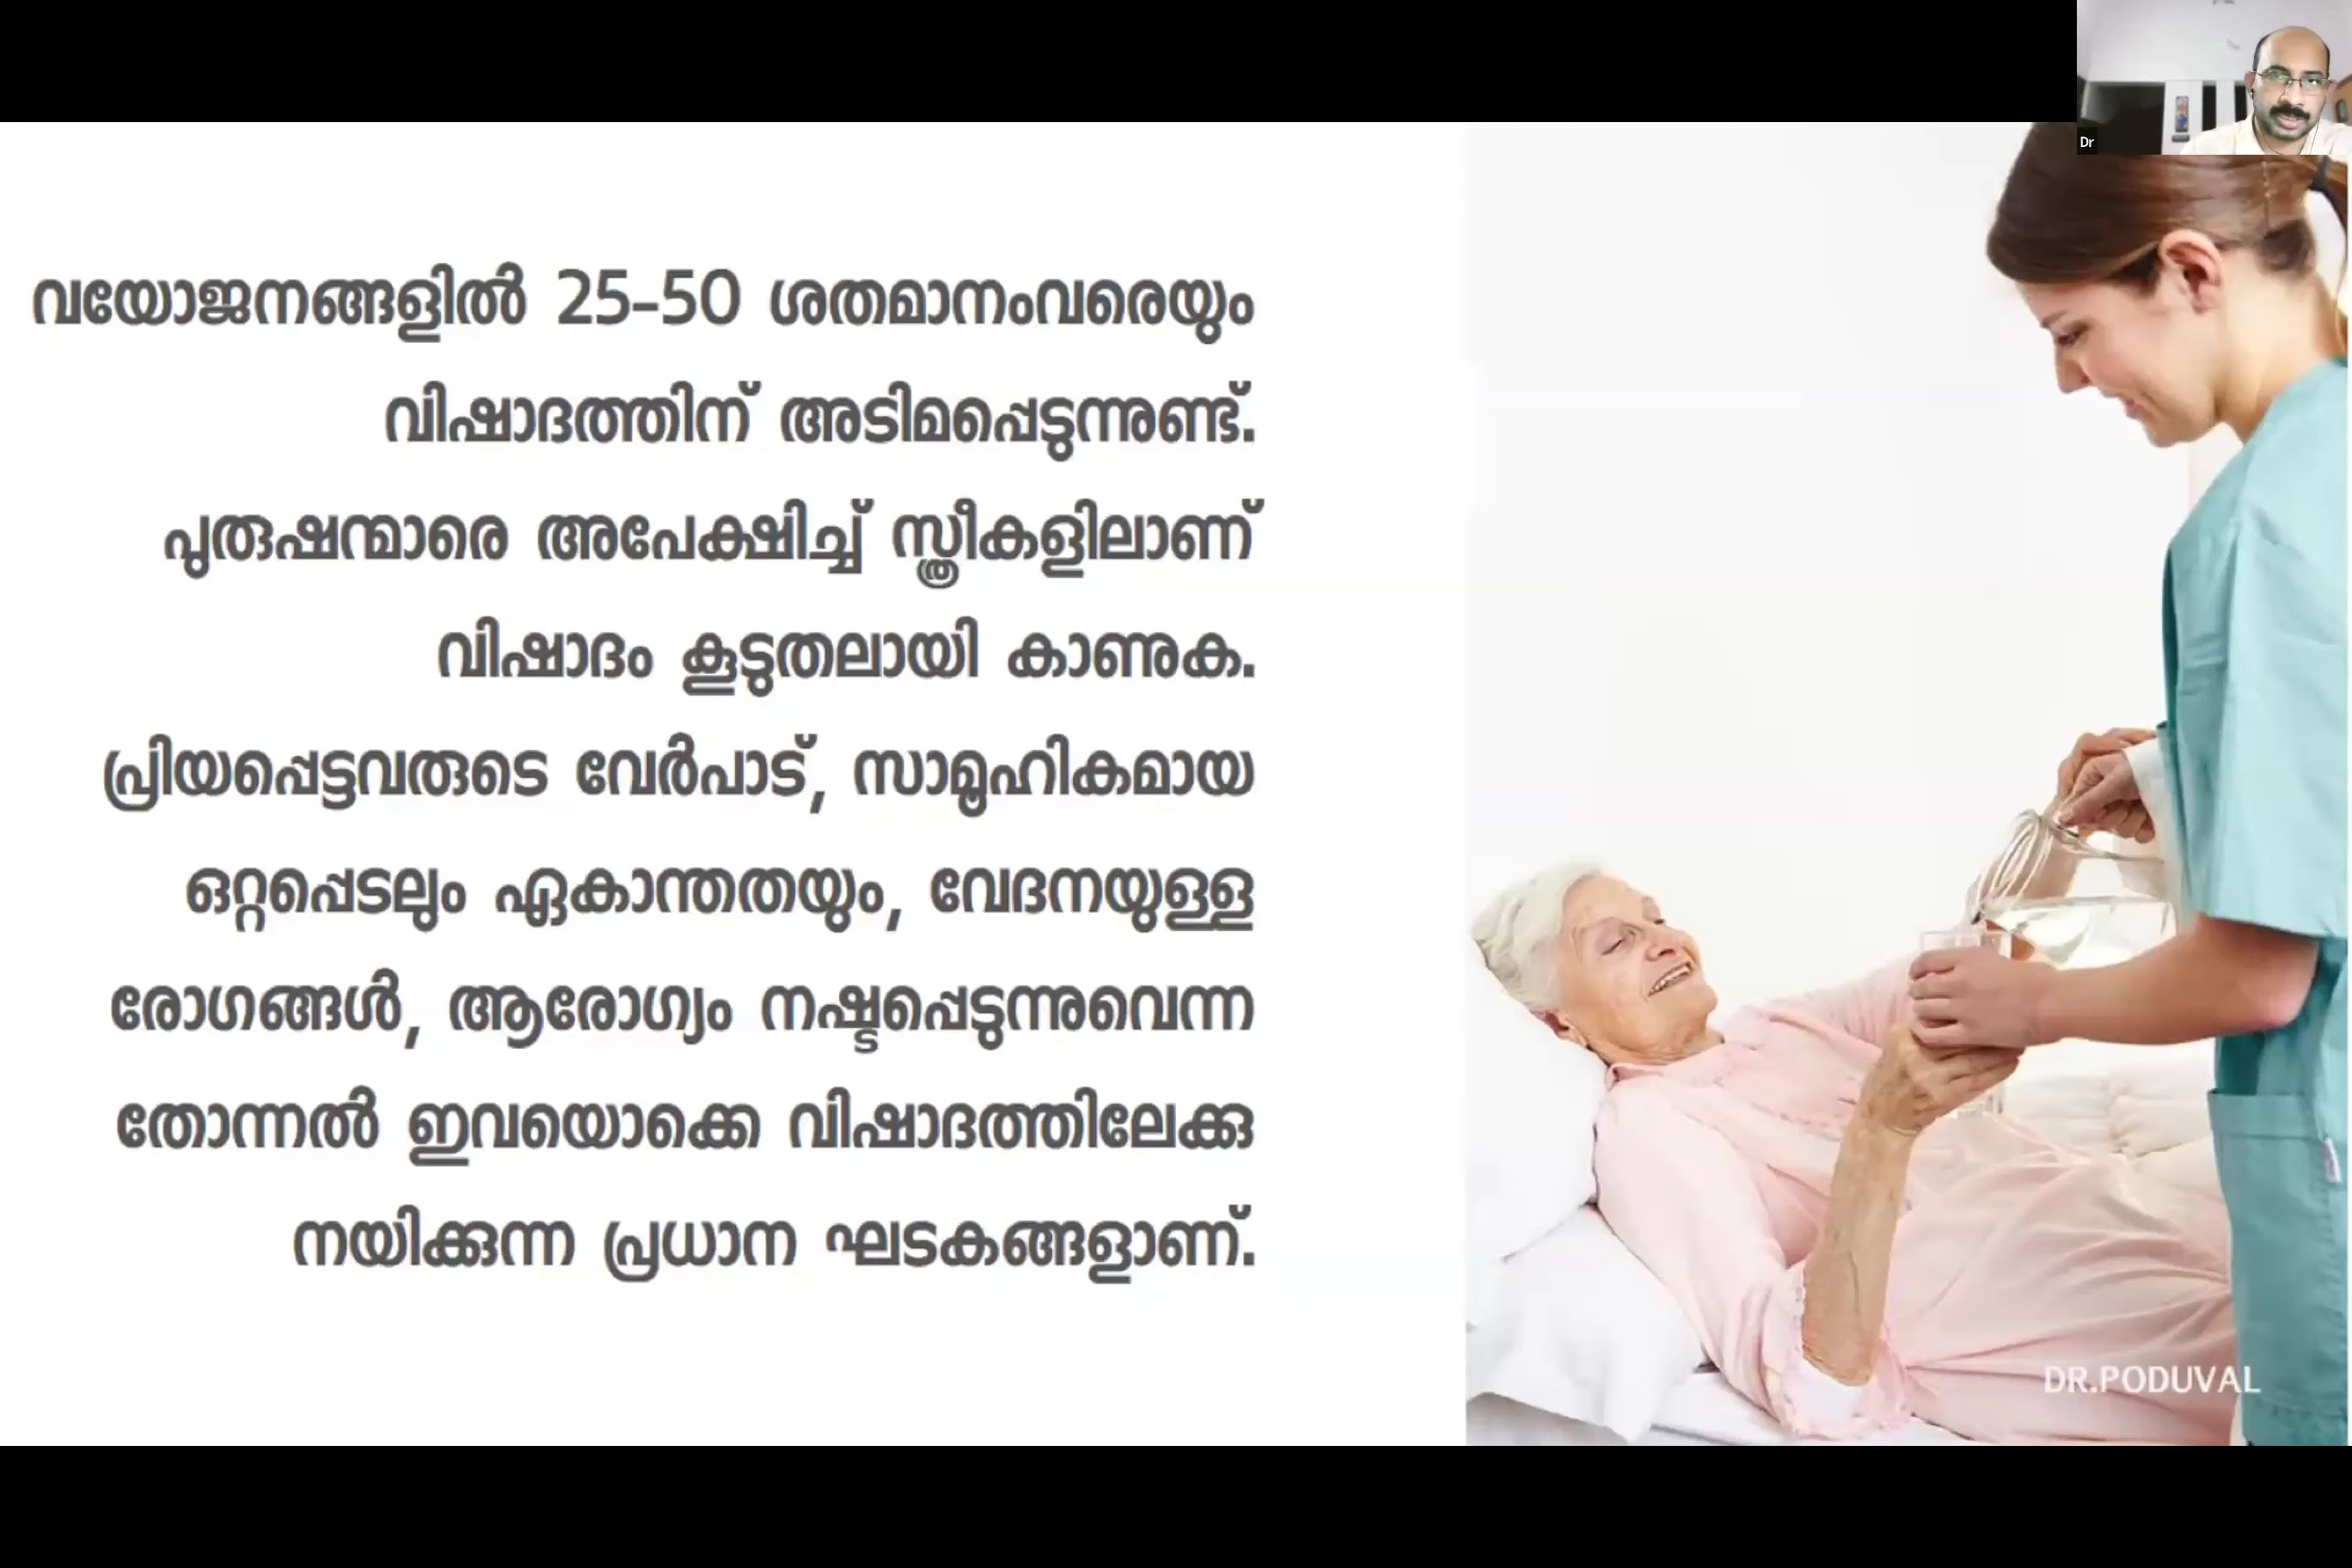 Dr
വയോജനങ്ങളിൽ 25-50 ശതമാനംവരെയും
വിഷാദത്തിന് അടിമപ്പെടുന്നുണ്ട്.
പുരുഷന്മാരെ അപേക്ഷിച്ച് സ്ത്രീകളിലാണ്
വിഷാദം കൂടുതലായി കാണുക.
പ്രിയപ്പെട്ടവരുടെ വേർപാട്, സാമൂഹികമായ
ഒറ്റപ്പെടലും ഏകാന്തതയും, വേദനയുള്ള
രോഗങ്ങൾ, ആരോഗ്യം നഷ്ടപ്പെടുന്നുവെന്ന
തോന്നൽ ഇവയൊക്കെ വിഷാദത്തിലേക്കു
നയിക്കുന്ന പ്രധാന ഘടകങ്ങളാണ്.
DR.PODUVAL